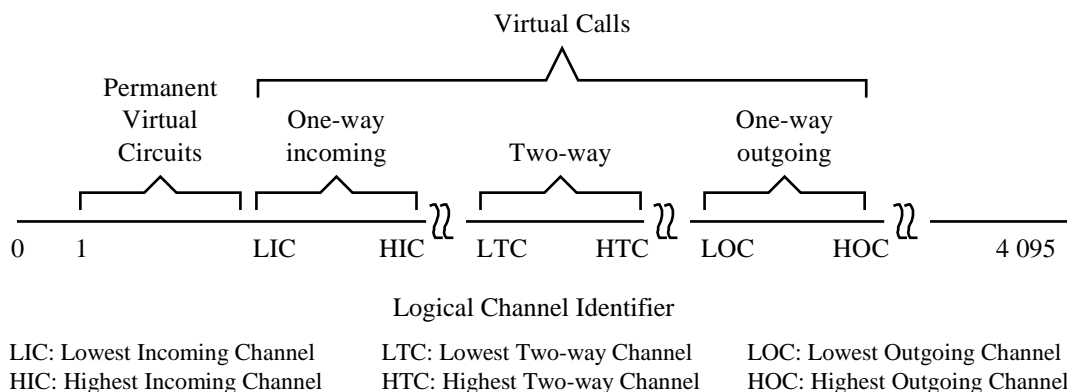 Virtual Calls
Permanent
Virtual
Circuits
One-way
incoming
Two-way
One-way
outgoing
0 1 LIC HIC LTC HTC LOC HOC 4 095
Logical Channel Identifier
LIC: Lowest Incoming Channel LTC: Lowest Two-way Channel LOC: Lowest Outgoing Channel
HIC: Highest Incoming Channel HTC: Highest Two-way Channel HOC: Highest Outgoing Channel